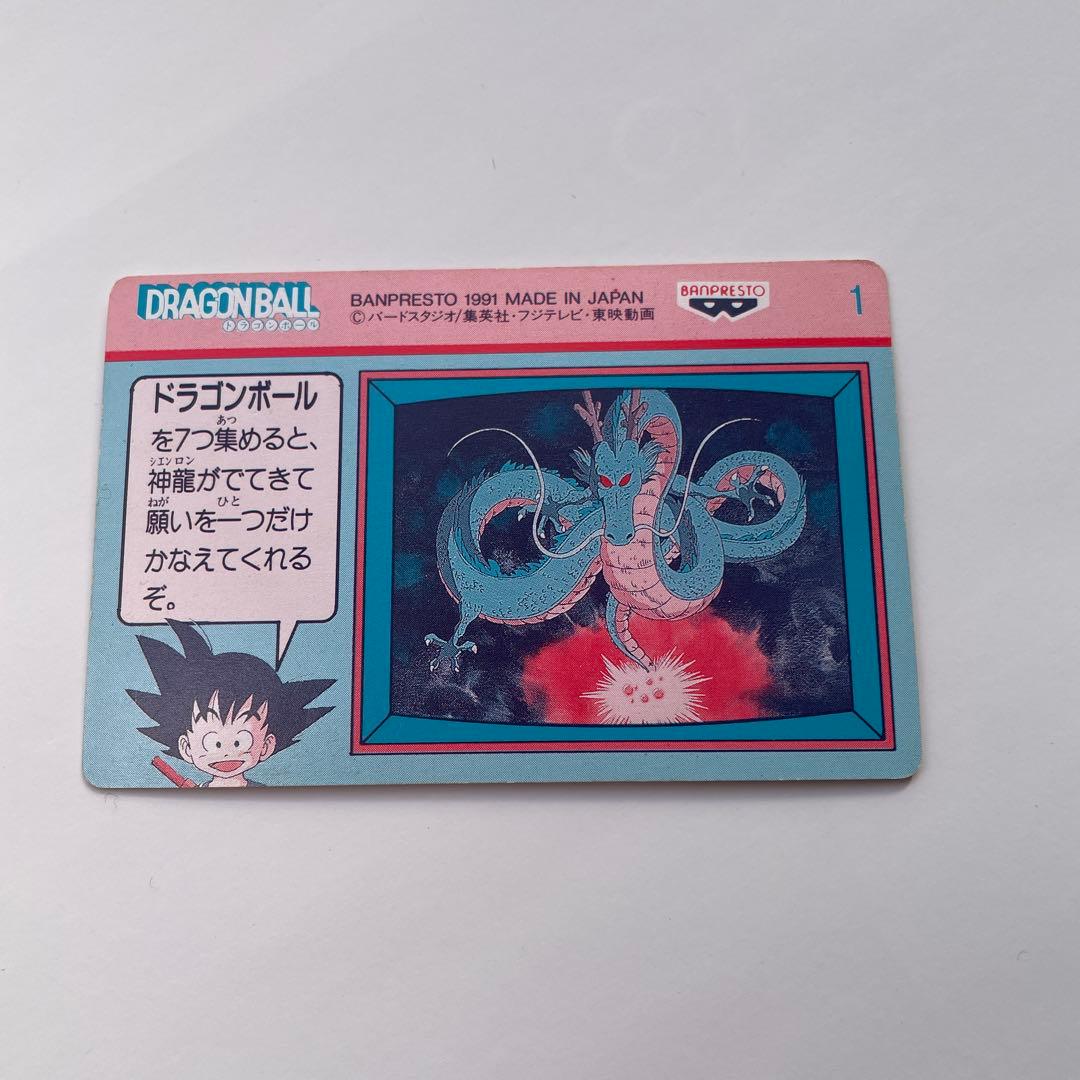 DRAGON BALL
ドラゴンボール
BANPRESTO 1991 MADE IN JAPAN
Ⓒバードスタジオ/集英社・フジテレビ・東映動画
BANPRESTO
1
ドラゴンボール
あつ
を7つ集めると、
シエンロン
神龍がでてきて
ねが ひと
願いを一つだけ
かなえてくれる
ぞ。